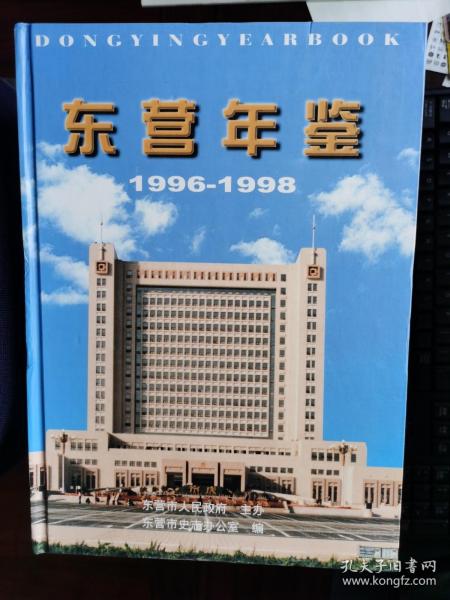 DONGYINGYEARBOOK
东营年鉴
1996-1998
东营市人民政府 主办
东营市史志办公室 编
孔夫子旧书网
www.kongfz.com